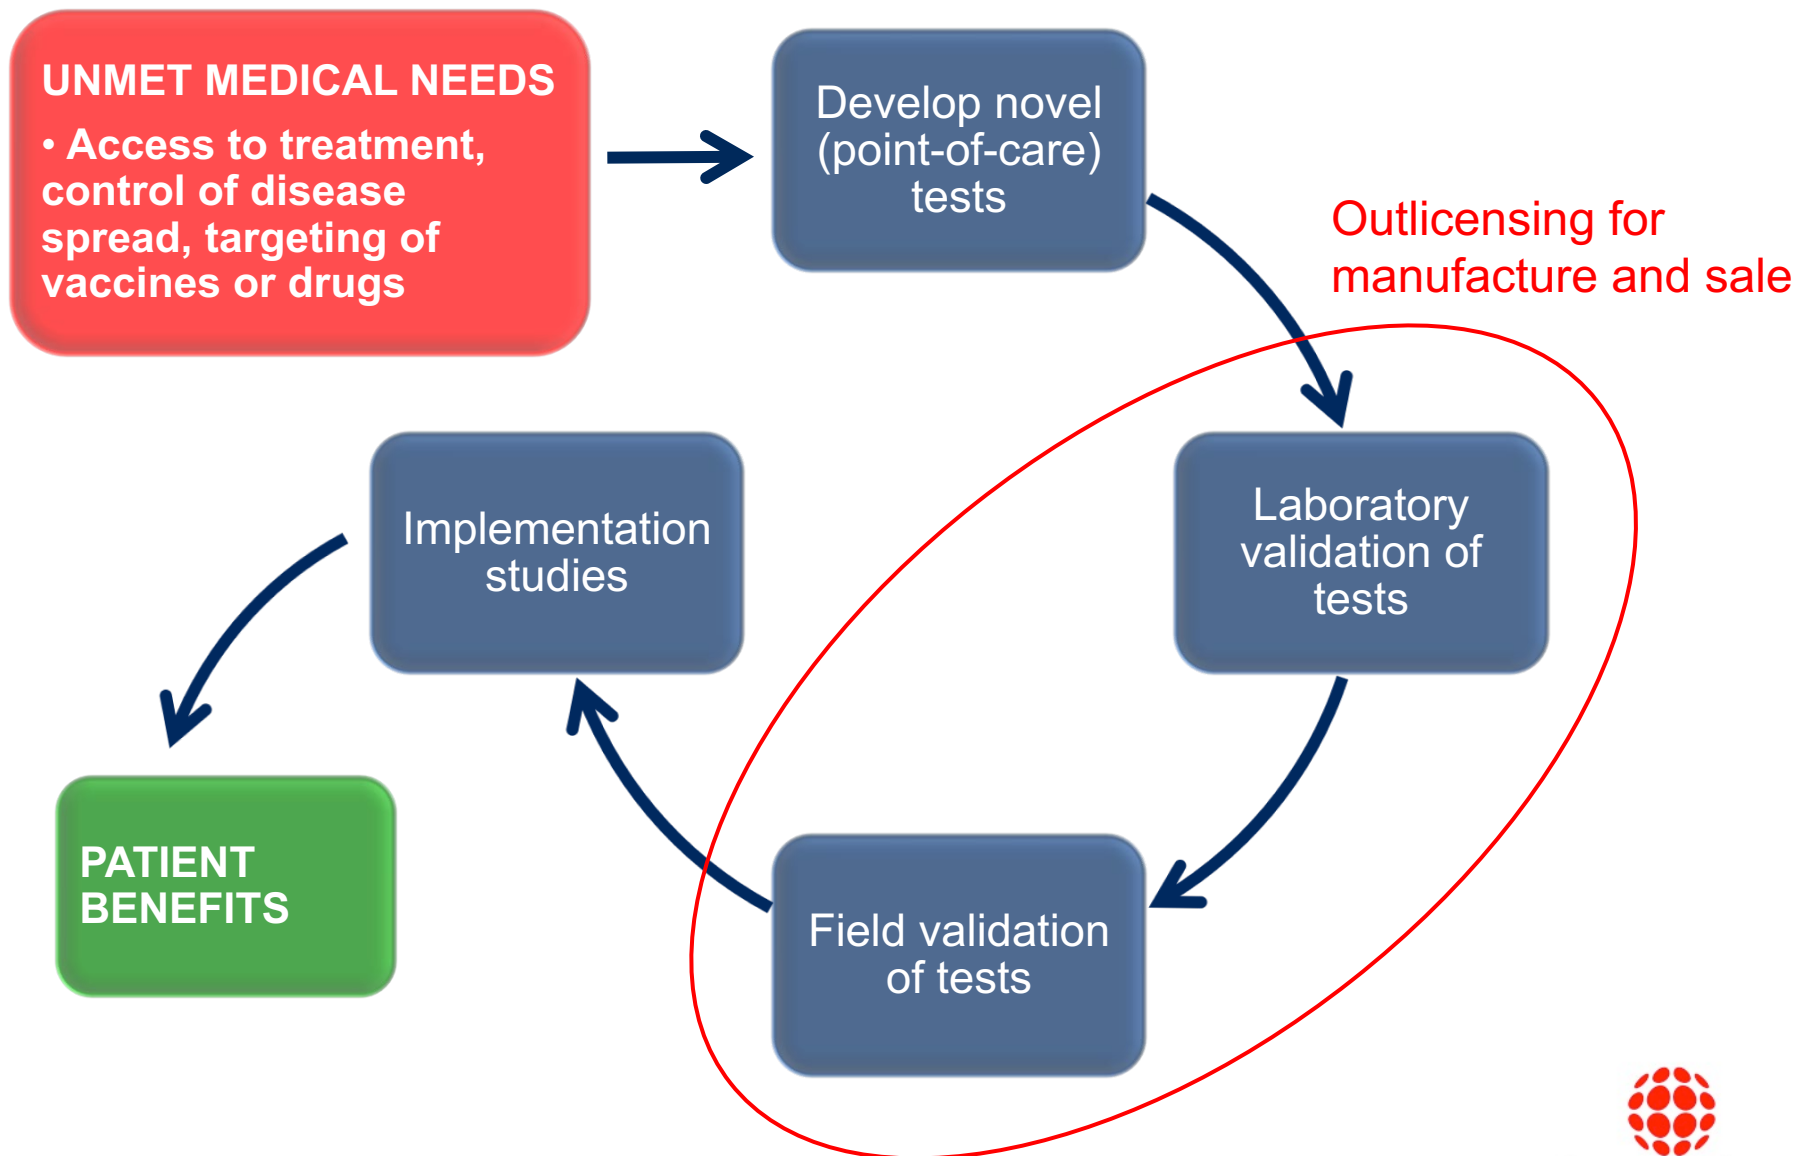 UNMET MEDICAL NEEDS
• Access to treatment,
control of disease
spread, targeting of
vaccines or drugs
Develop novel
(point-of-care)
tests
Outlicensing for
manufacture and sale
Laboratory
validation of
tests
Field validation
of tests
Implementation
studies
PATIENT
BENEFITS